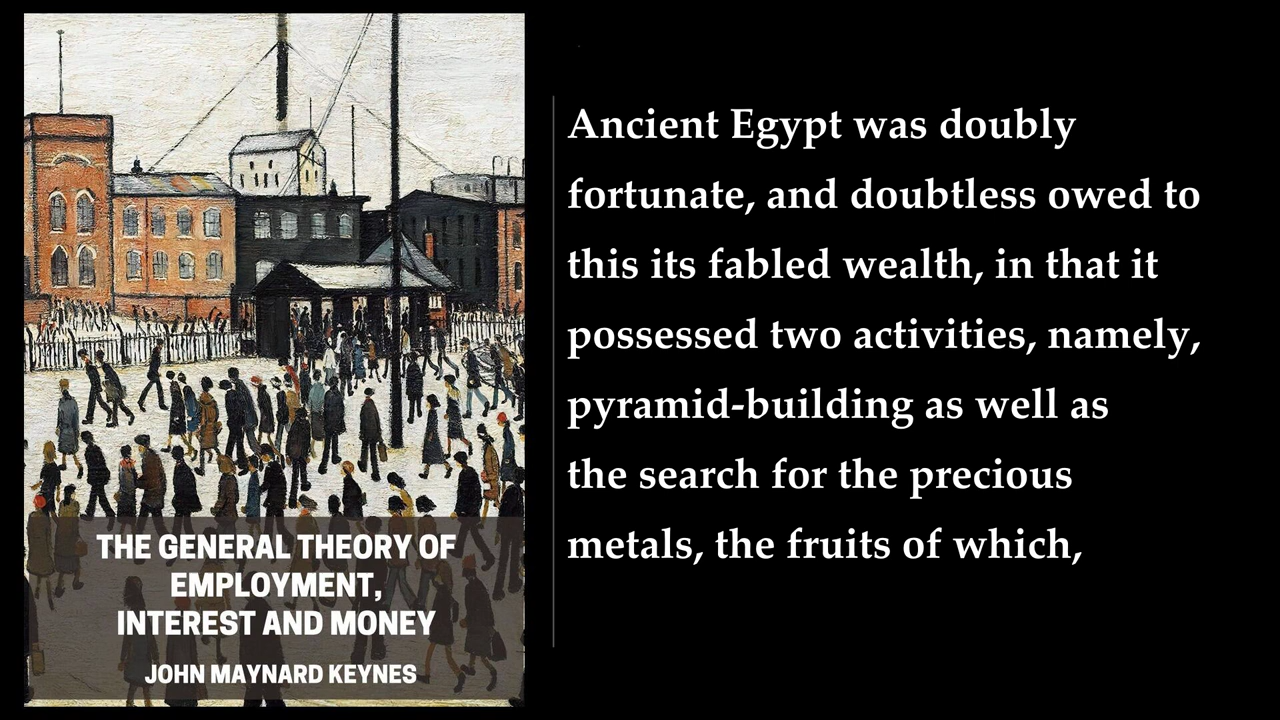 THE GENERAL THEORY OF
EMPLOYMENT,
INTEREST AND MONEY
JOHN MAYNARD KEYNES
Ancient Egypt was doubly
fortunate, and doubtless owed to
this its fabled wealth, in that it
possessed two activities, namely,
pyramid-building as well as
the search for the precious
metals, the fruits of which,